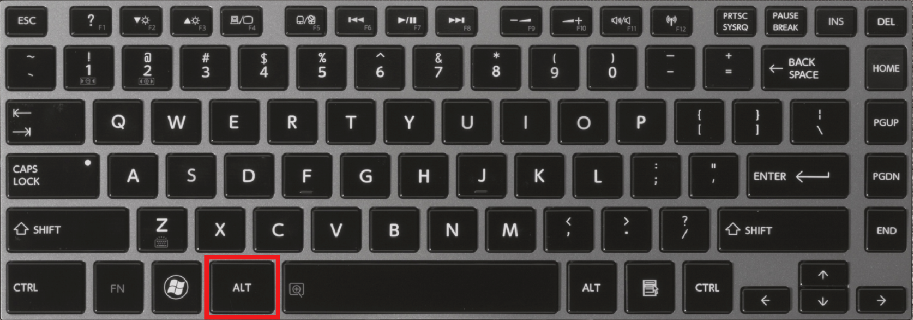 ESC ? F1 F2 F3 F4 F5 F6 F7 F8 F9 F10 F11 F12 PRTSC SYSRQ PAUSE BREAK INS DEL
~ ` ! 1 @ 2 # 3 $ 4 % 5 ^ 6 & 7 * 8 ( 9 ) 0 _ - + = ← BACK SPACE HOME
Q W E R T Y U I O P { [ } ] | \ PGUP
CAPS LOCK A S D F G H J K L : ; " ' ENTER PGDN
SHIFT Z X C V B N M < , > . ? / SHIFT END
CTRL FN ALT ALT CTRL ← ↑ ↓ →